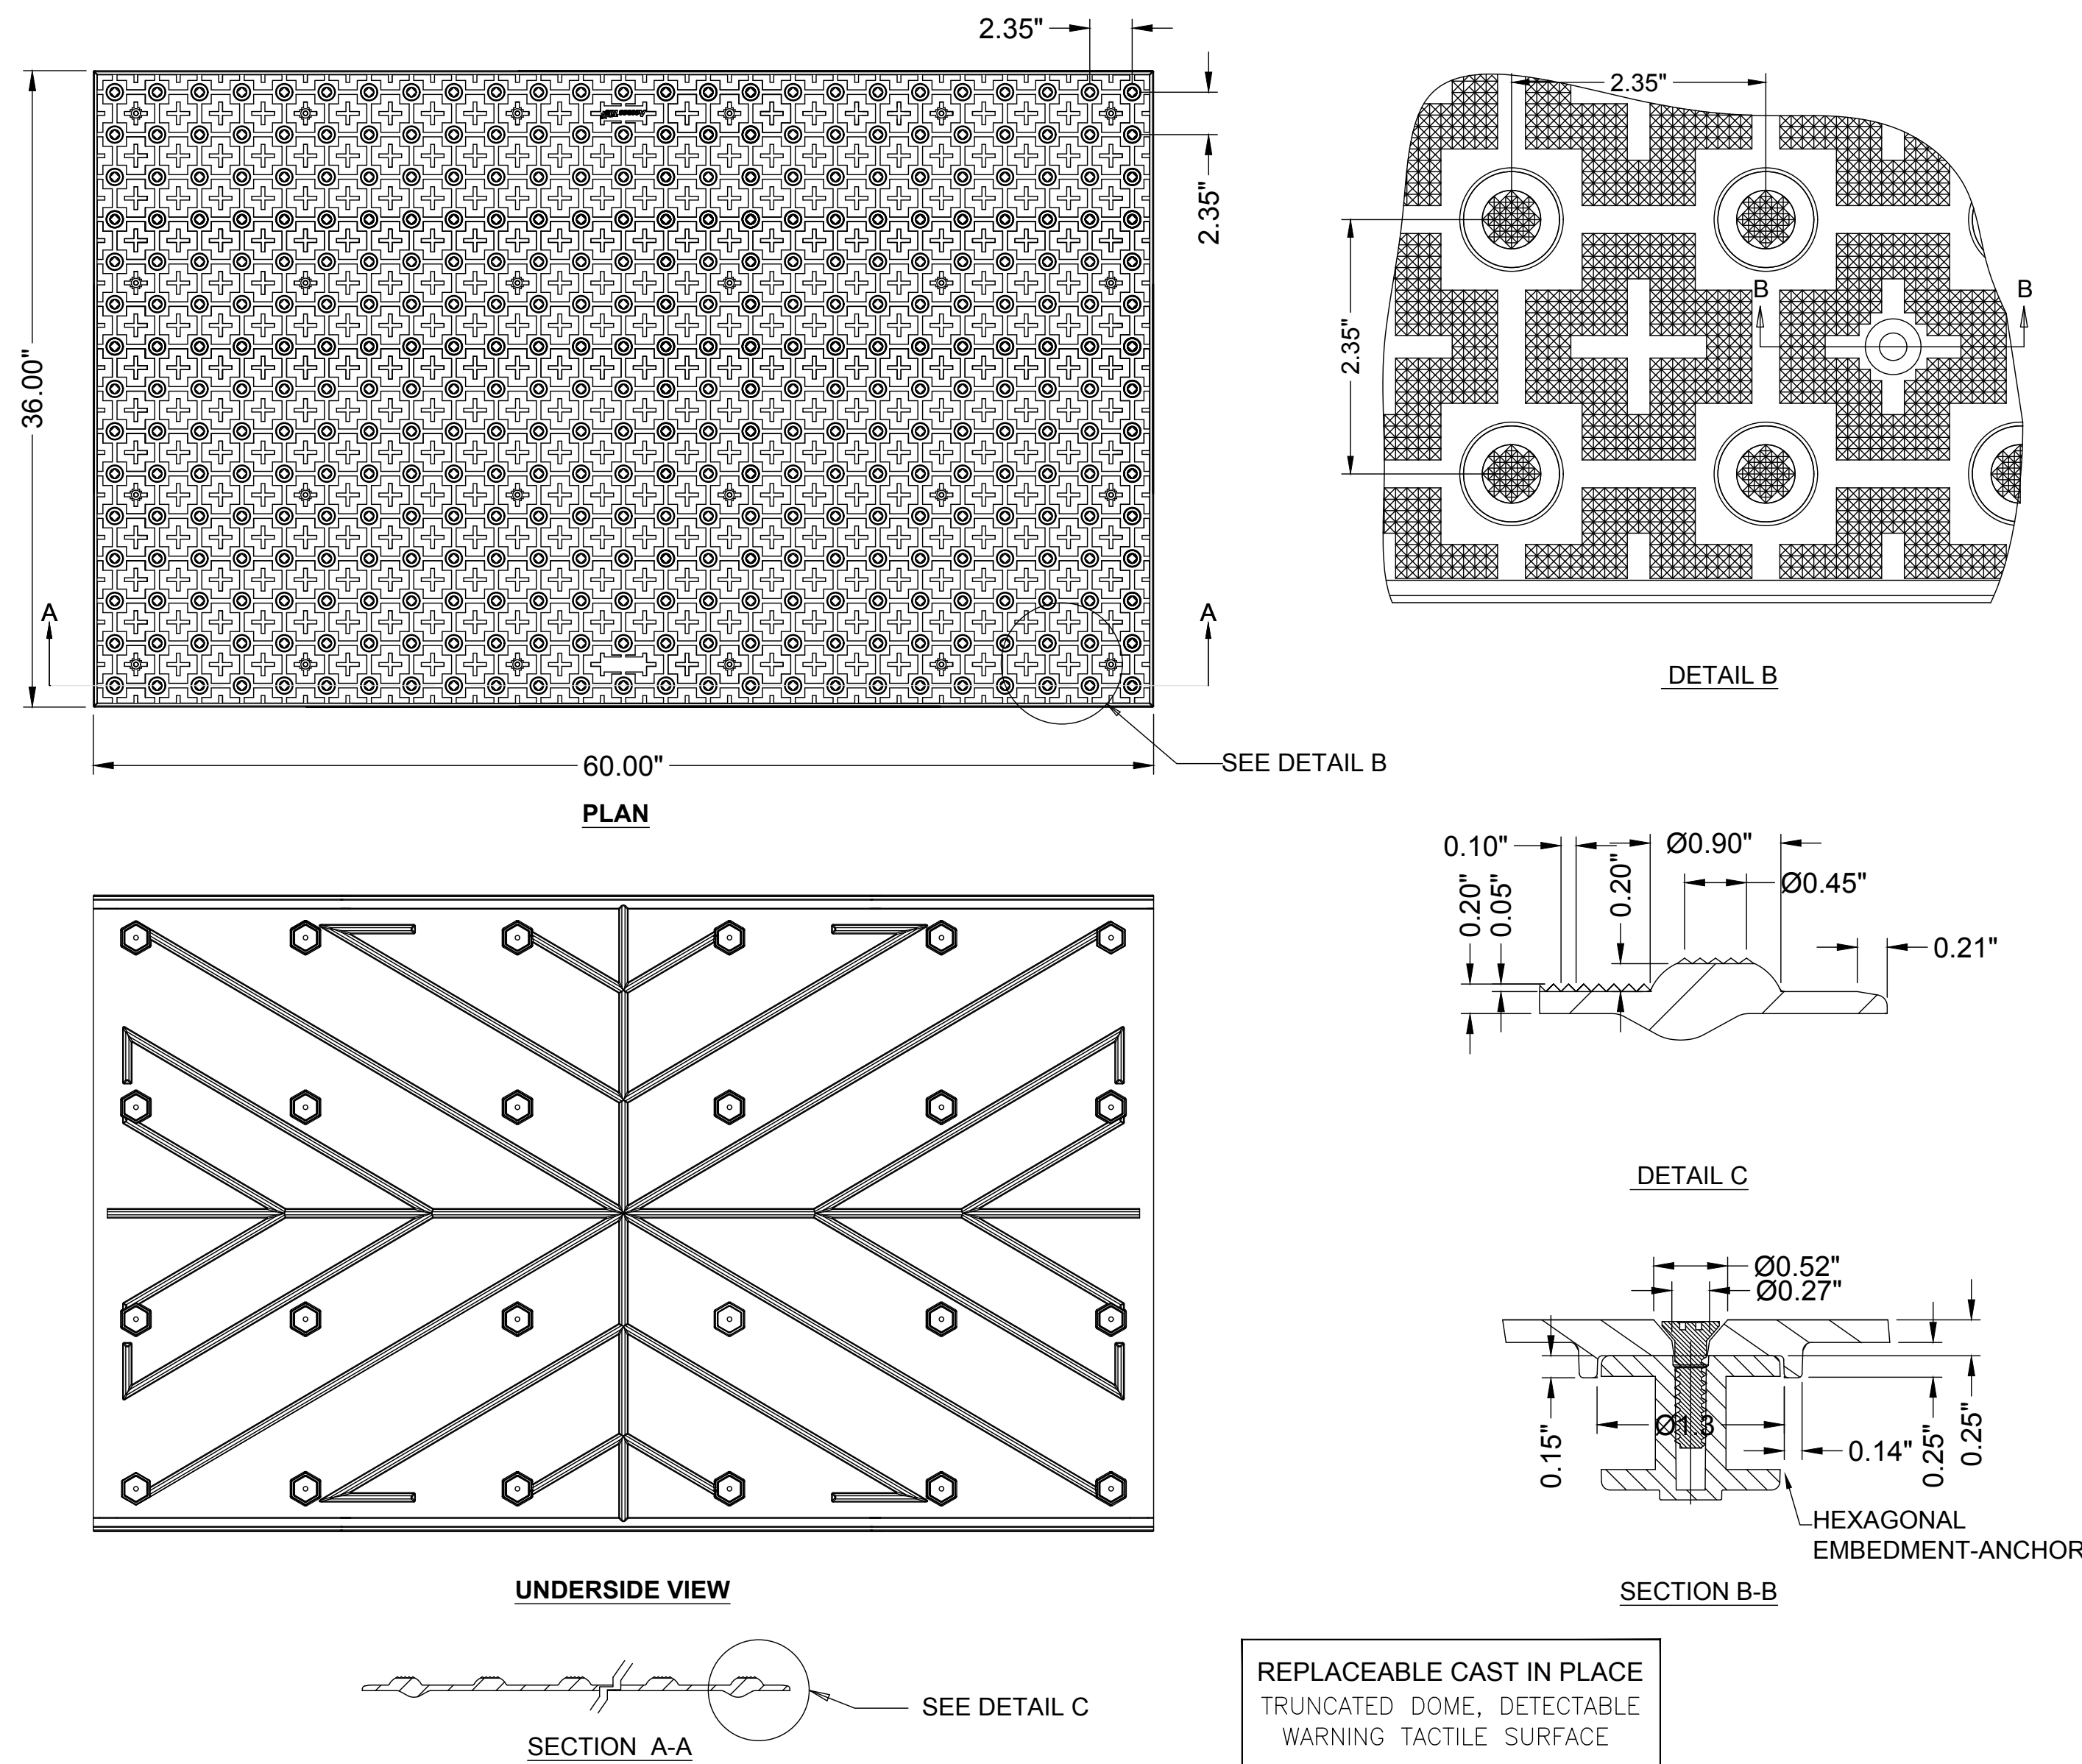 2.35"
36.00"
2.35"
A
A
60.00"
SEE DETAIL B
PLAN
2.35"
2.35"
B
B
DETAIL B
0.10"
0.20"
0.05"
0.20"
Ø0.90"
Ø0.45"
0.21"
DETAIL C
UNDERSIDE VIEW
Ø0.52"
Ø0.27"
0.15"
Ø1.3
0.14"
0.25"
0.25"
HEXAGONAL
EMBEDMENT-ANCHOR
SECTION B-B
SEE DETAIL C
SECTION A-A
REPLACEABLE CAST IN PLACE
TRUNCATED DOME, DETECTABLE
WARNING TACTILE SURFACE